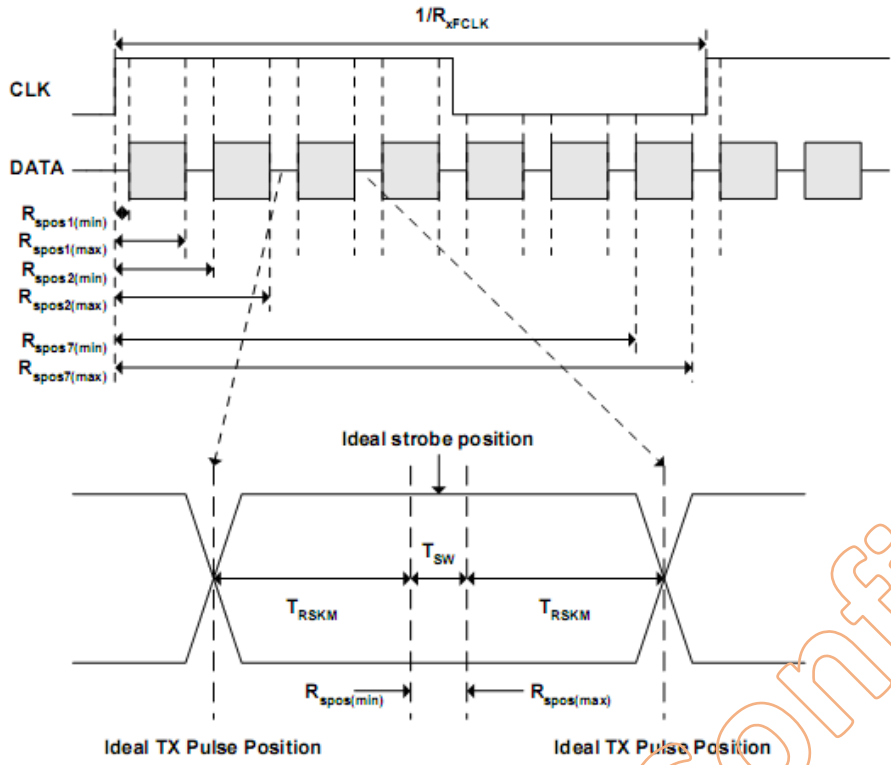 1/RxFCLK
CLK
DATA
Rspos1(min)
Rspos1(max)
Rspos2(min)
Rspos2(max)
Rspos7(min)
Rspos7(max)
Ideal strobe position
TSW
TRSKM
TRSKM
Rspos(min)
Rspos(max)
Ideal TX Pulse Position
Ideal TX Pulse Position